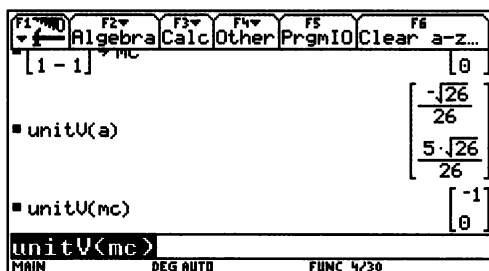 F1 F2 F3 F4 F5 F6
Algebra Calc Other PrgmIO Clear a-z…
[1 - 1] → mc [0]
■ unitV(a) [-√26/26 5·√26/26]
■ unitV(mc) [-1 0]
unitV(mc)
MAIN DEG AUTO FUNC 4/30